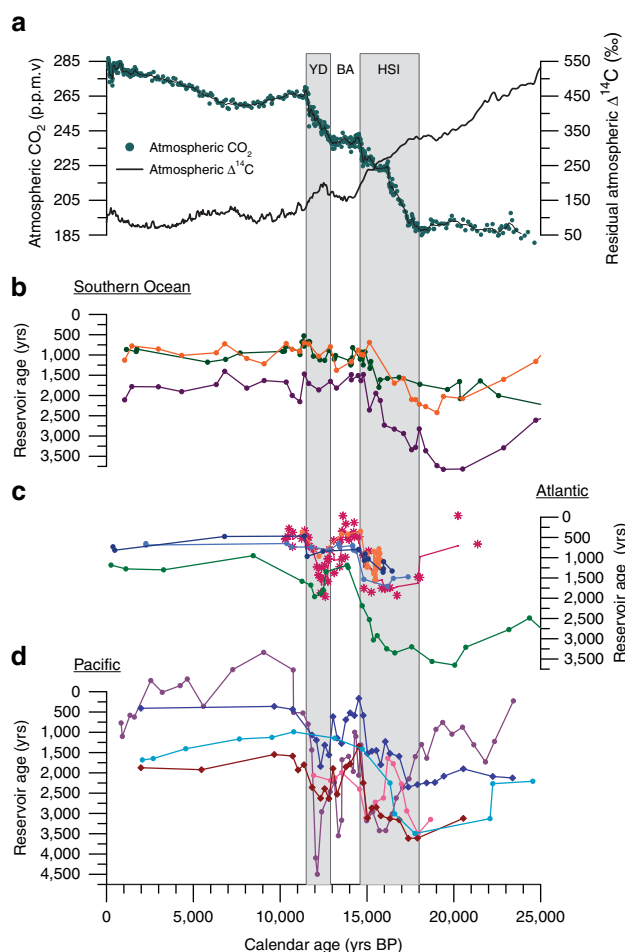 a
285
265
245
225
205
185
Atmospheric CO2 (p.p.m.v)
YD
BA
HSI
Atmospheric CO2
Atmospheric Δ14C
550
450
350
250
150
50
Residual atmospheric Δ14C (‰)
b
Southern Ocean
0
500
1,000
1,500
2,000
2,500
3,000
3,500
Reservoir age (yrs)
c
Atlantic
0
500
1,000
1,500
2,000
2,500
3,000
3,500
Reservoir age (yrs)
d
Pacific
0
500
1,000
1,500
2,000
2,500
3,000
3,500
4,000
4,500
Reservoir age (yrs)
0
5,000
10,000
15,000
20,000
25,000
Calendar age (yrs BP)